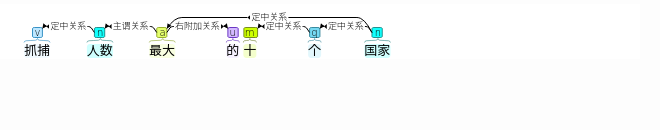 定中关系
定中关系 主谓关系 右附加关系 定中关系 定中关系
v n a u m q n
抓捕 人数 最大 的 十 个 国家